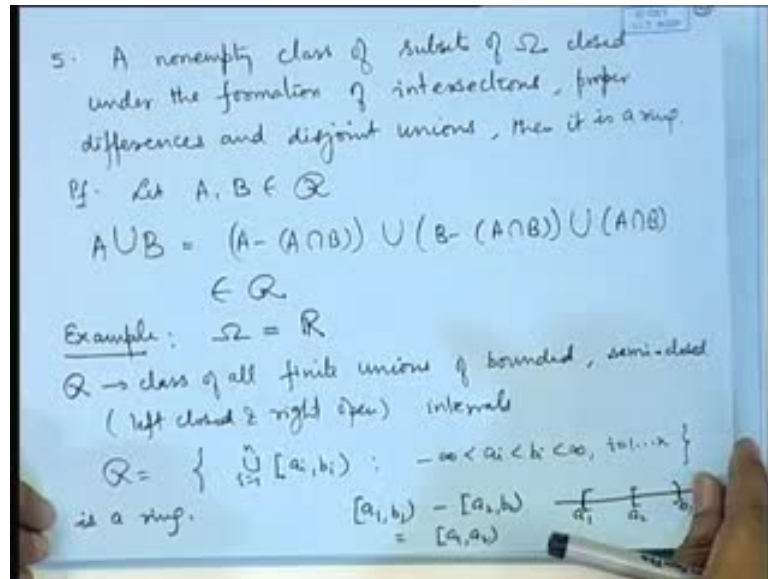 5. A nonempty class of subsets of Ω closed
under the formation of intersections, proper
differences and disjoint unions, then it is a ring.
Pf. Let A, B ∈ R
A ∪ B = (A - (A ∩ B)) ∪ (B - (A ∩ B)) ∪ (A ∩ B)
∈ R
Example: Ω = ℝ
R → class of all finite unions of bounded, semi-closed
(left closed & right open) intervals
R = { ⋃ᵢ₌₁ⁿ [aᵢ, bᵢ) : -∞ < aᵢ < bᵢ < ∞, i=1...n }
is a ring. [a₁, b₁) - [a₂, b₂) a₁ a₂ b₁
= [a₁, a₂)